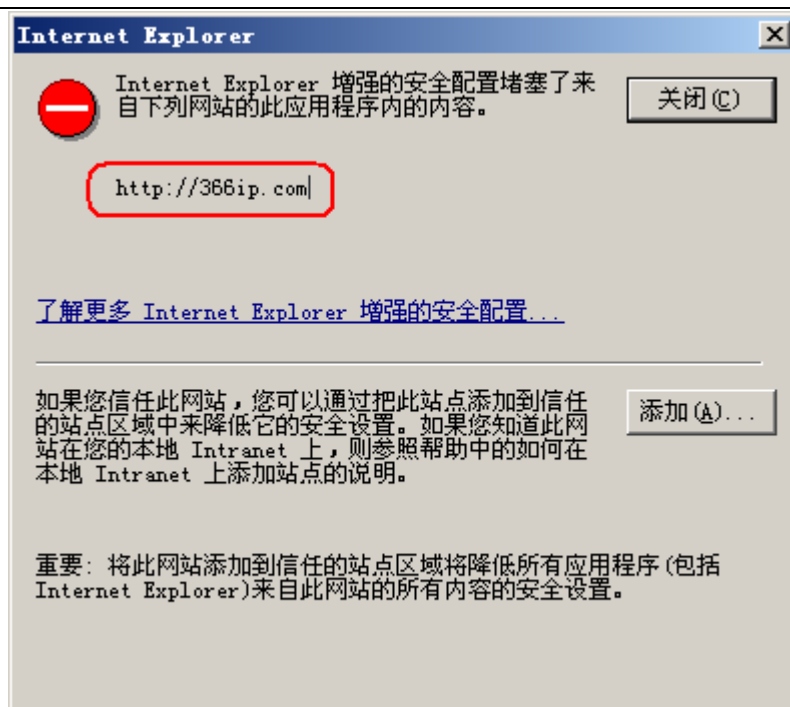 Internet Explorer
Internet Explorer 增强的安全配置堵塞了来
自下列网站的此应用程序内的内容。
关闭(C)
http://366ip.com
了解更多 Internet Explorer 增强的安全配置...
如果您信任此网站，您可以通过把此站点添加到信任
的站点区域中来降低它的安全设置。如果您知道此网
站在您的本地 Intranet 上，则参照帮助中的如何在
本地 Intranet 上添加站点的说明。
添加(A)...
重要: 将此网站添加到信任的站点区域将降低所有应用程序(包括
Internet Explorer)来自此网站的所有内容的安全设置。